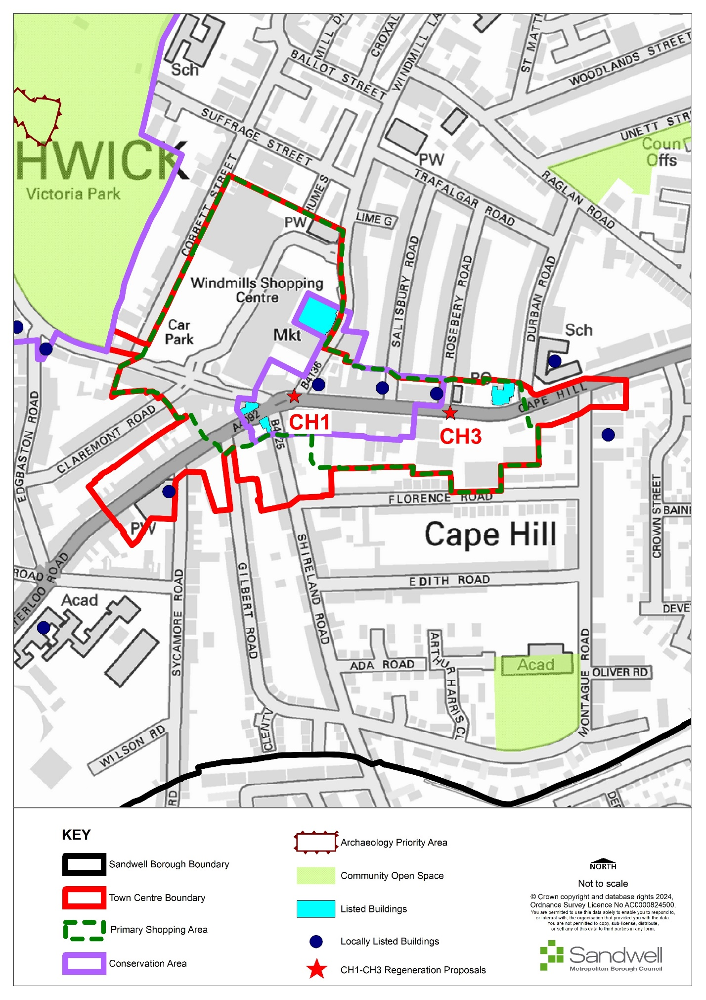 Sch
BALLOT STREET
MILL DR
CROXAL
WINDMILL LA
ST MATTH
WOODLANDS STREET
UNETT STR
SUFFRAGE STREET
HWICK
Victoria Park
CORBETT STREET
HUMES
PW
LIME G
PW
TRAFALGAR ROAD
RAGLAN ROAD
Coun
Offs
Windmills Shopping
Centre
Car
Park
Mkt
SALISBURY ROAD
ROSEBERY ROAD
DURBAN ROAD
Sch
B4136
CAPE HILL
A4092
CH1
CH3
EDGBASTON ROAD
CLAREMONT ROAD
PW
FLORENCE ROAD
Cape Hill
CROWN STREET
BAINE
EDITH ROAD
DEVE
ROAD
TERLOO ROAD
Acad
SYCAMORE ROAD
GILBERT ROAD
SHIRELAND ROAD
ADA ROAD
ARTHUR HARRIS CL
Acad
MONTAGUE ROAD
OLIVER RD
WILSON RD
CLENTV
RD
KEY
Sandwell Borough Boundary
Town Centre Boundary
Primary Shopping Area
Conservation Area
Archaeology Priority Area
Community Open Space
Listed Buildings
Locally Listed Buildings
CH1-CH3 Regeneration Proposals
NORTH
Not to scale
© Crown copyright and database rights 2024,
Ordnance Survey Licence No AC0000824500.
You are permitted to use this data solely to enable you to respond to,
or interact with, the organisation that provided you with the data.
You are not permitted to copy, sub-license, distribute,
or sell any of this data to third parties in any form.
Sandwell
Metropolitan Borough Council